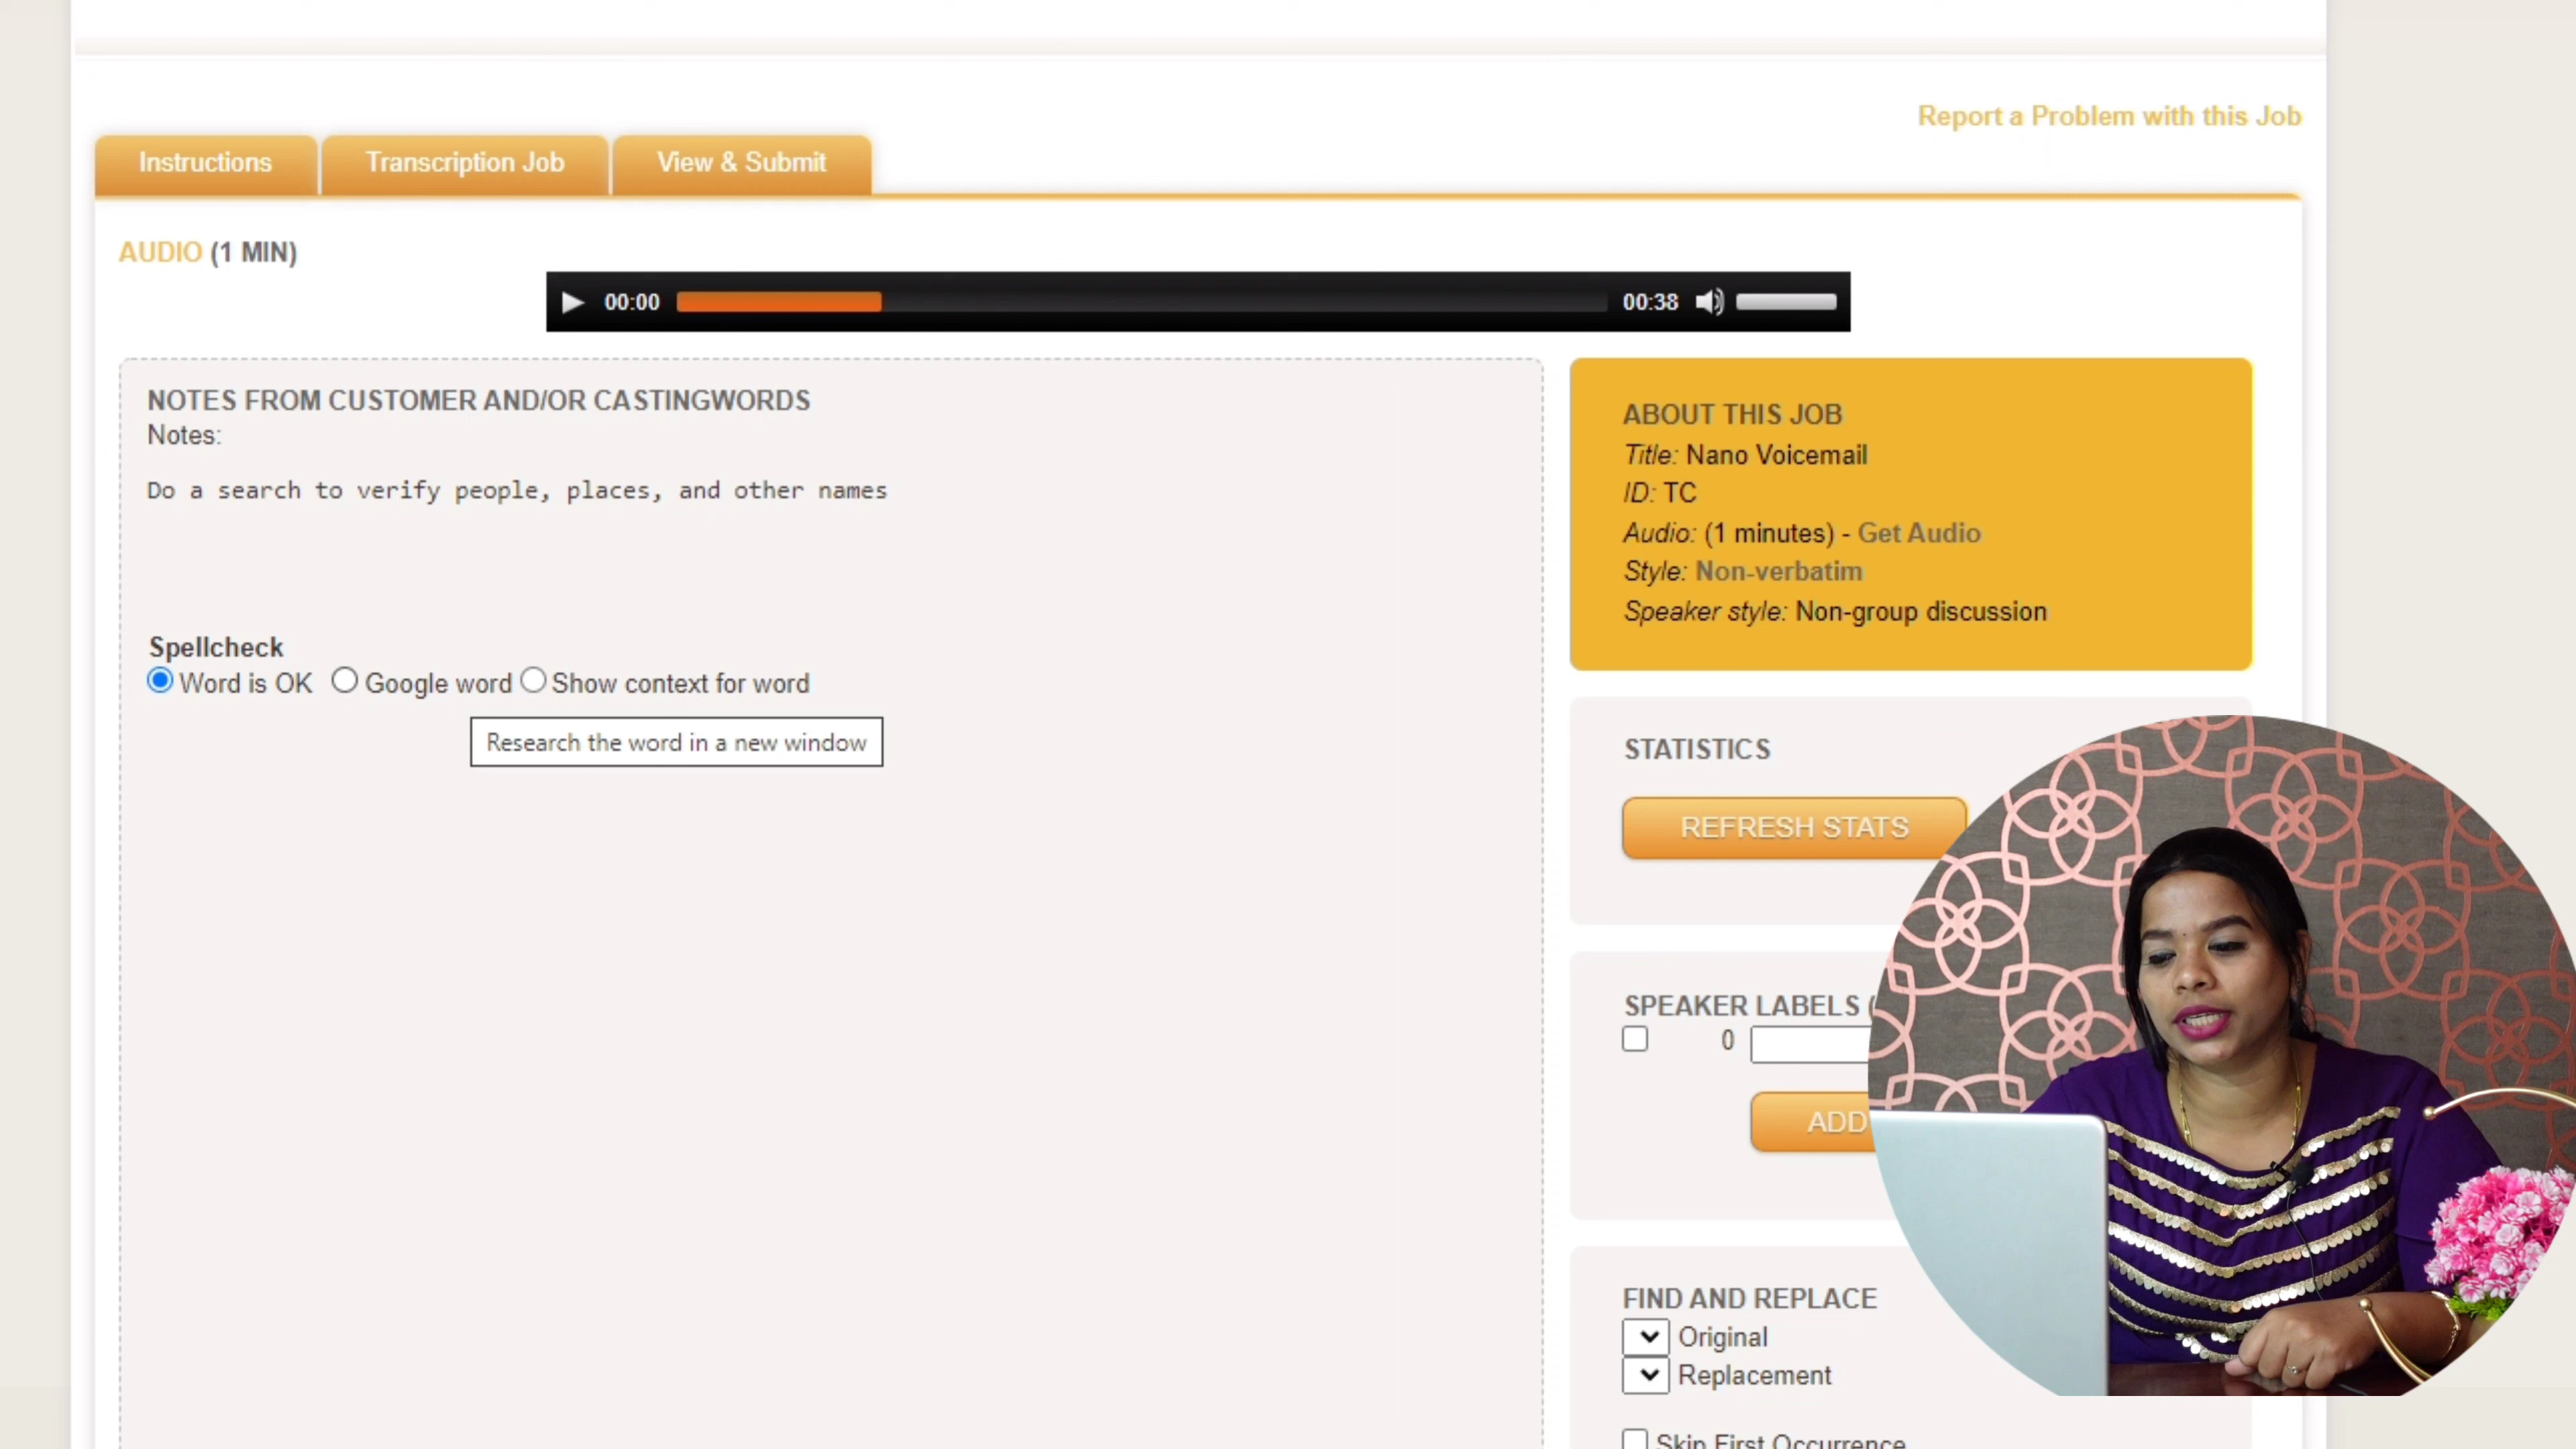 Report a Problem with this Job
Instructions
Transcription Job
View & Submit
AUDIO (1 MIN)
00:00
00:38
NOTES FROM CUSTOMER AND/OR CASTINGWORDS
Notes:
Do a search to verify people, places, and other names
Spellcheck
Word is OK Google word Show context for word
Research the word in a new window
ABOUT THIS JOB
Title: Nano Voicemail
ID: TC
Audio: (1 minutes) - Get Audio
Style: Non-verbatim
Speaker style: Non-group discussion
STATISTICS
REFRESH STATS
SPEAKER LABELS (
0
ADD
FIND AND REPLACE
Original
Replacement
Skip First Occurrence